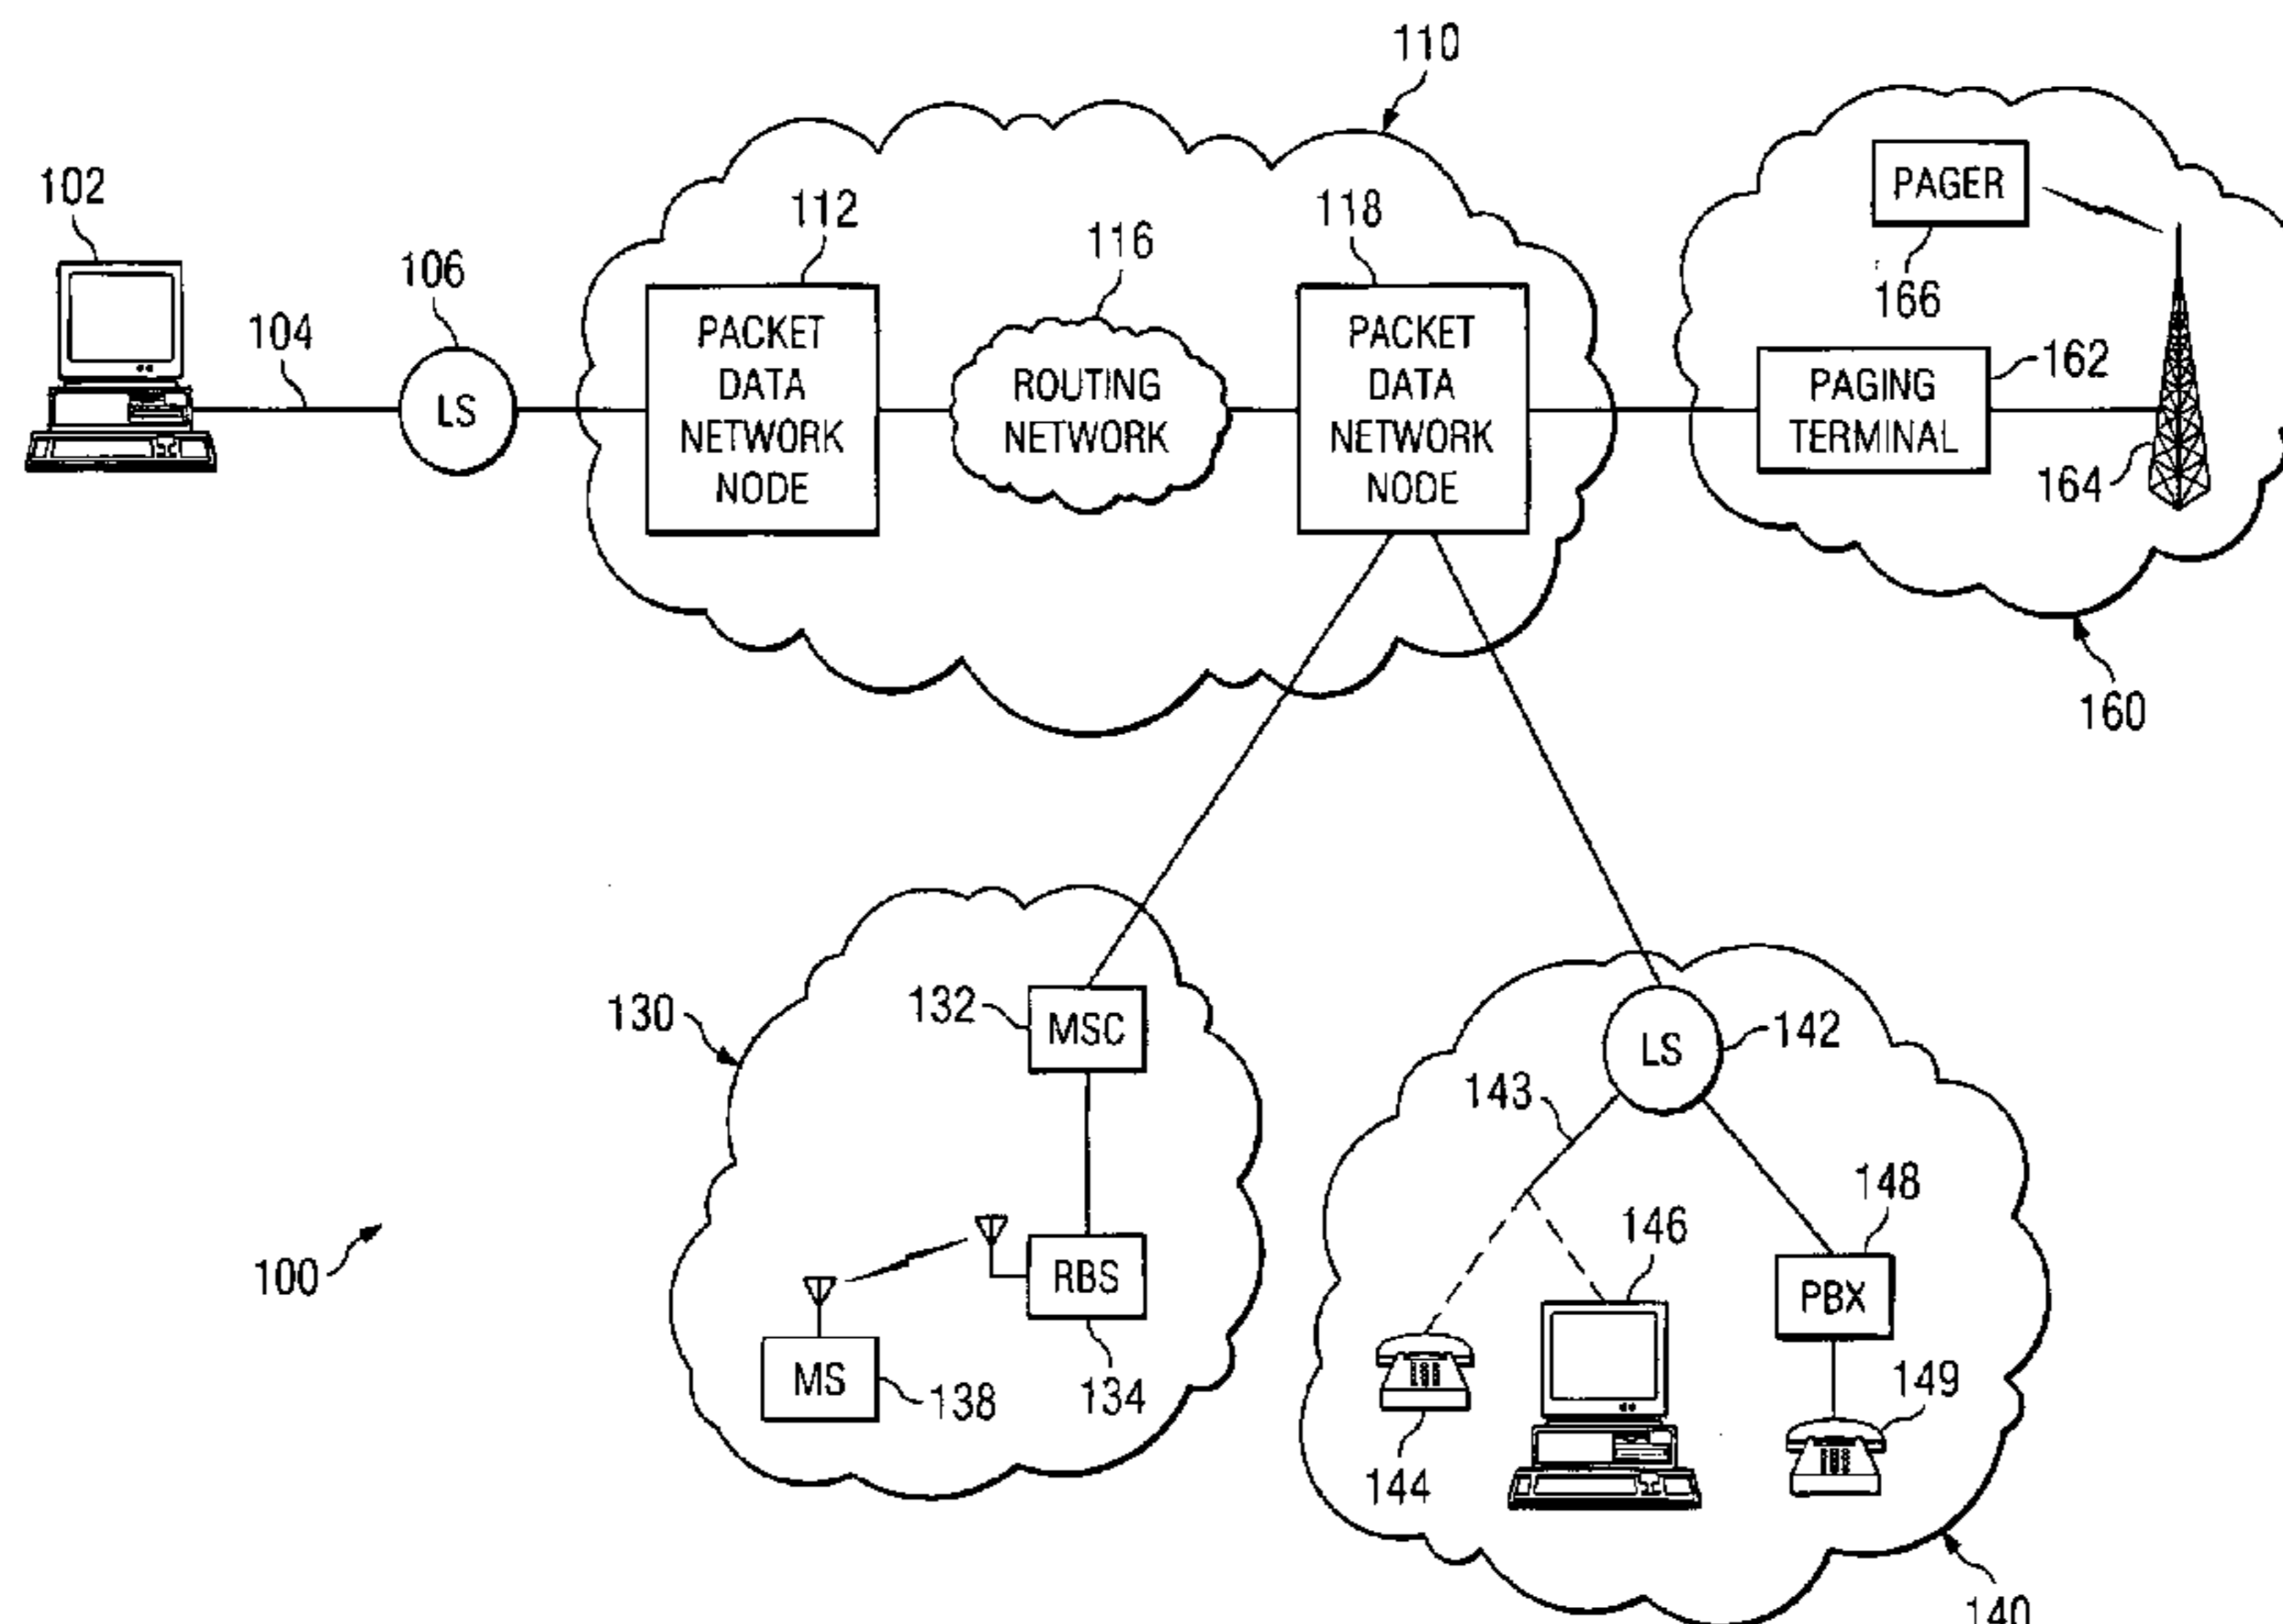 110
102
112
118
PAGER
106
116
166
104
PACKET
DATA
NETWORK
NODE
ROUTING
NETWORK
PACKET
DATA
NETWORK
NODE
PAGING
TERMINAL
162
LS
164
160
130
132
MSC
LS
142
143
148
146
100
RBS
PBX
MS
138
134
149
144
140